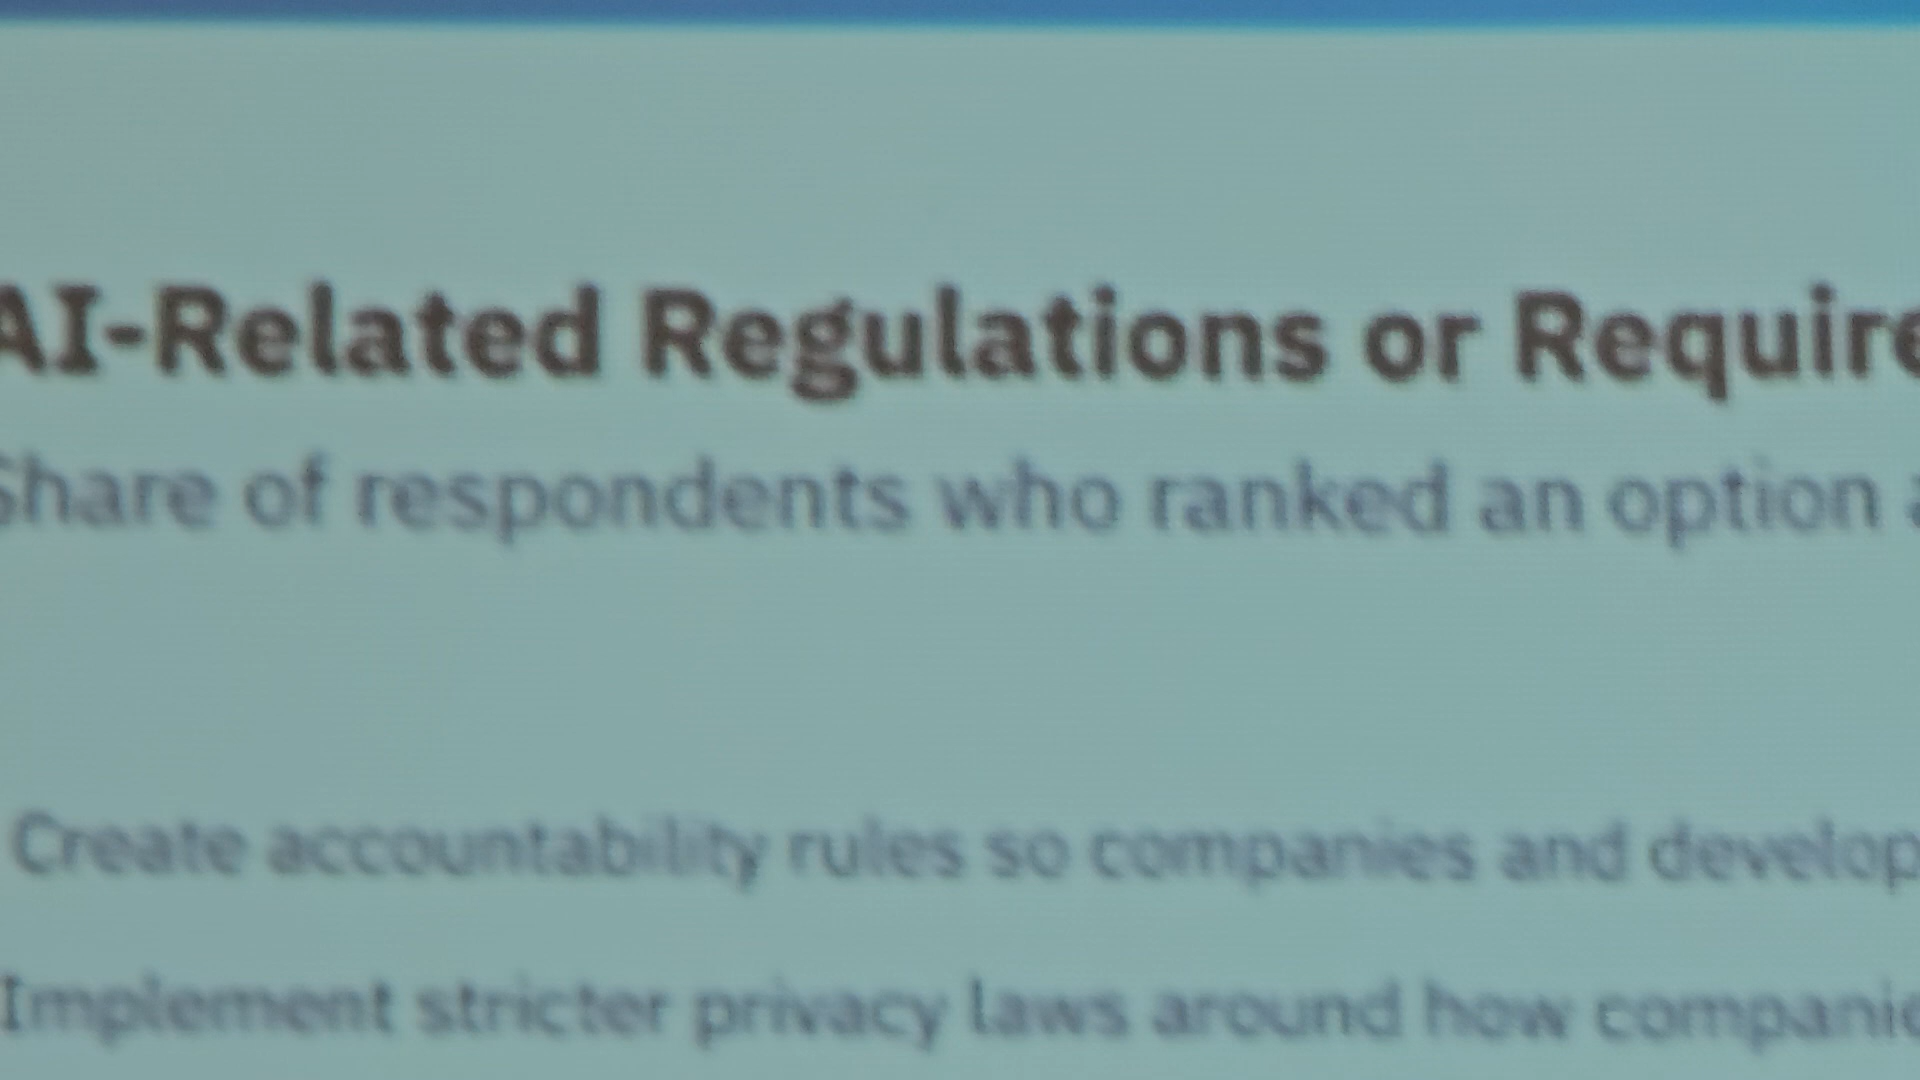 AI-Related Regulations or Require
Share of respondents who ranked an option a
Create accountability rules so companies and develop
Implement stricter privacy laws around how companie